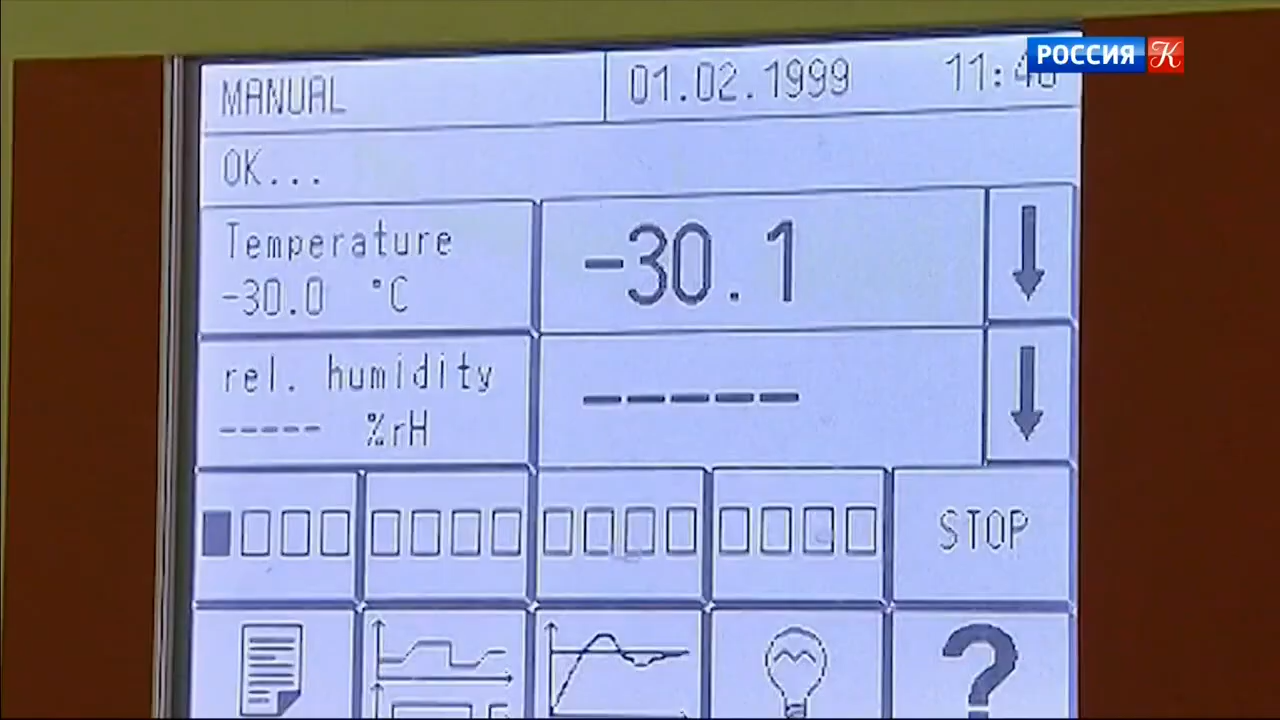 РОССИЯ К
MANUAL
01.02.1999
OK...
Temperature
-30.0 °C
-30.1
rel. humidity
----- %rH
-----
STOP
?